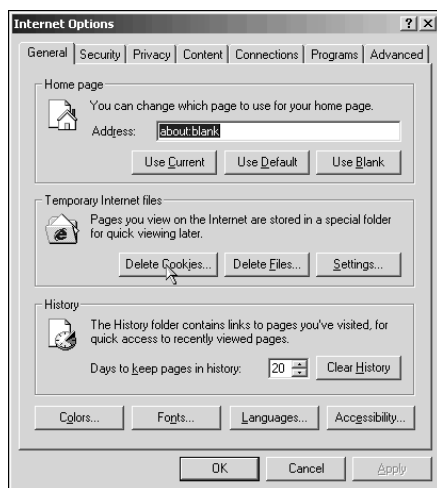 Internet Options
General Security Privacy Content Connections Programs Advanced
Home page
You can change which page to use for your home page.
Address: about:blank
Use Current Use Default Use Blank
Temporary Internet files
Pages you view on the Internet are stored in a special folder
for quick viewing later.
Delete Cookies... Delete Files... Settings...
History
The History folder contains links to pages you've visited, for
quick access to recently viewed pages.
Days to keep pages in history: 20 Clear History
Colors... Fonts... Languages... Accessibility...
OK Cancel Apply